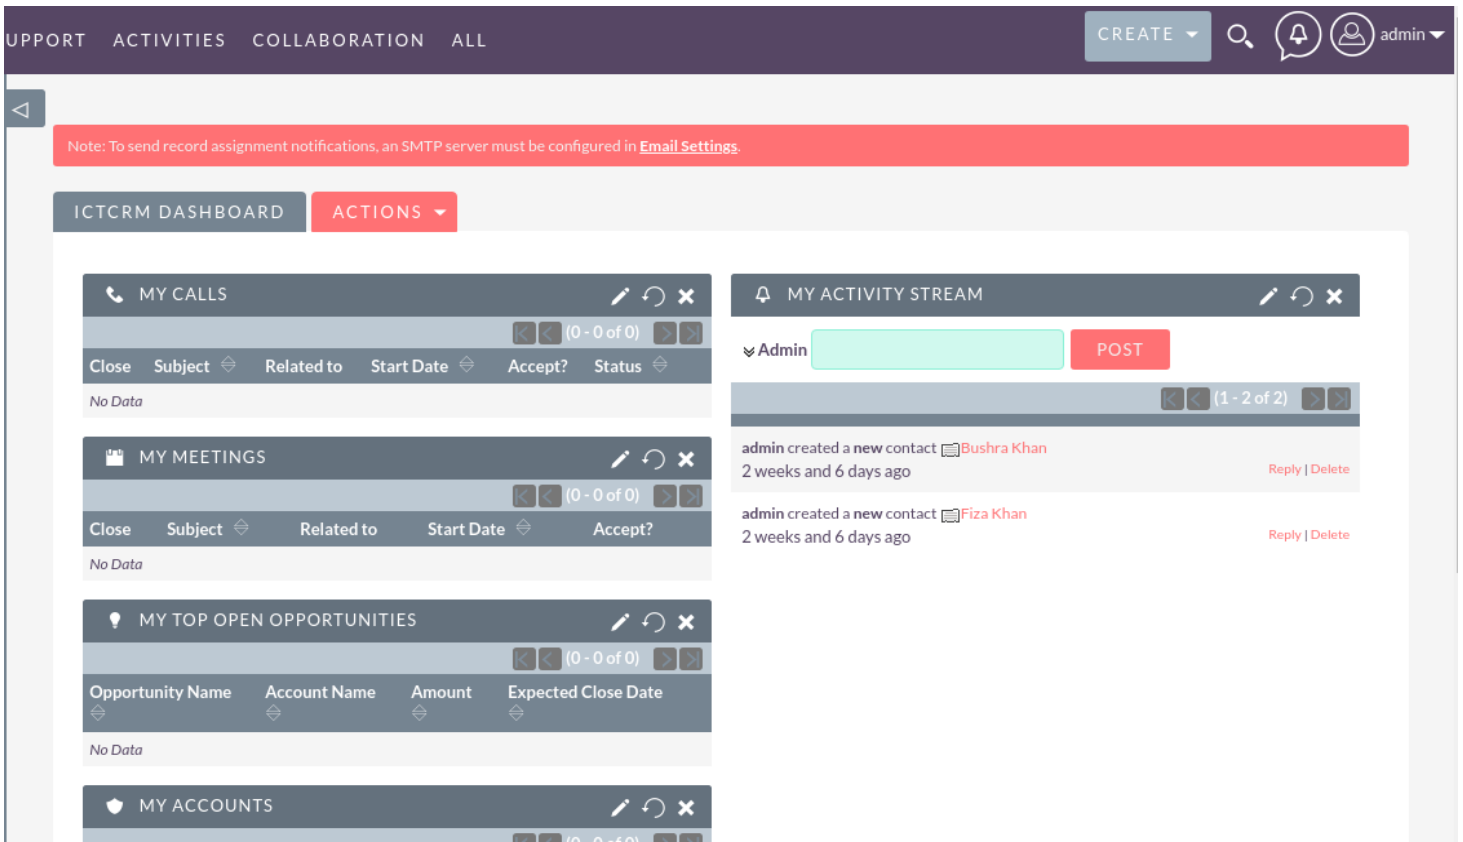 UPPORT ACTIVITIES COLLABORATION ALL CREATE admin
Note: To send record assignment notifications, an SMTP server must be configured in Email Settings.
ICTCRM DASHBOARD ACTIONS
MY CALLS
(0 - 0 of 0)
Close Subject Related to Start Date Accept? Status
No Data
MY MEETINGS
(0 - 0 of 0)
Close Subject Related to Start Date Accept?
No Data
MY TOP OPEN OPPORTUNITIES
(0 - 0 of 0)
Opportunity Name Account Name Amount Expected Close Date
No Data
MY ACCOUNTS
(0 - 0 of 0)
MY ACTIVITY STREAM
Admin POST
(1 - 2 of 2)
admin created a new contact Bushra Khan
2 weeks and 6 days ago Reply | Delete
admin created a new contact Fiza Khan
2 weeks and 6 days ago Reply | Delete